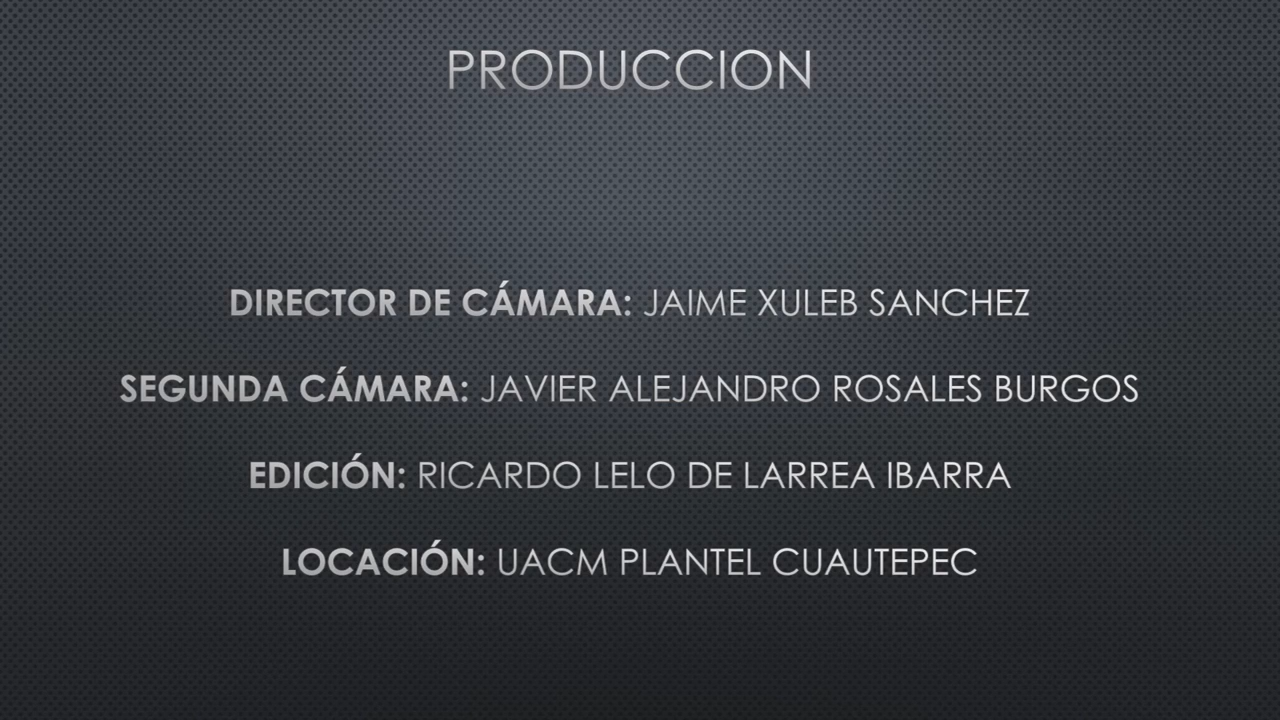 PRODUCCION
DIRECTOR DE CÁMARA: JAIME XULEB SANCHEZ
SEGUNDA CÁMARA: JAVIER ALEJANDRO ROSALES BURGOS
EDICIÓN: RICARDO LELO DE LARREA IBARRA
LOCACIÓN: UACM PLANTEL CUAUTEPEC